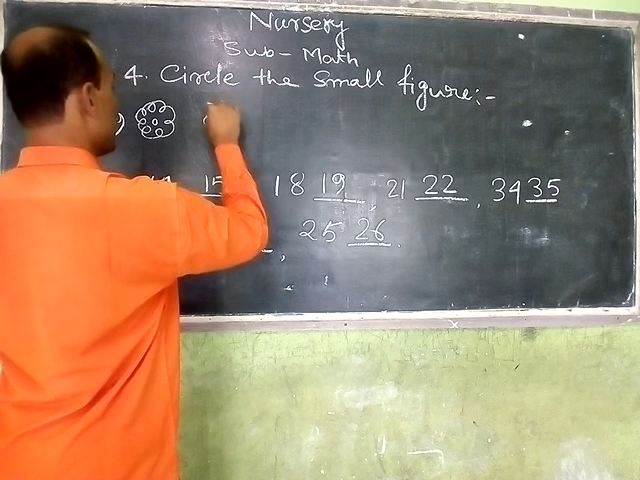 Nursery
Sub- Math
4. Circle the Small figure:-
15 18 19, 21 22, 34 35
25 26.